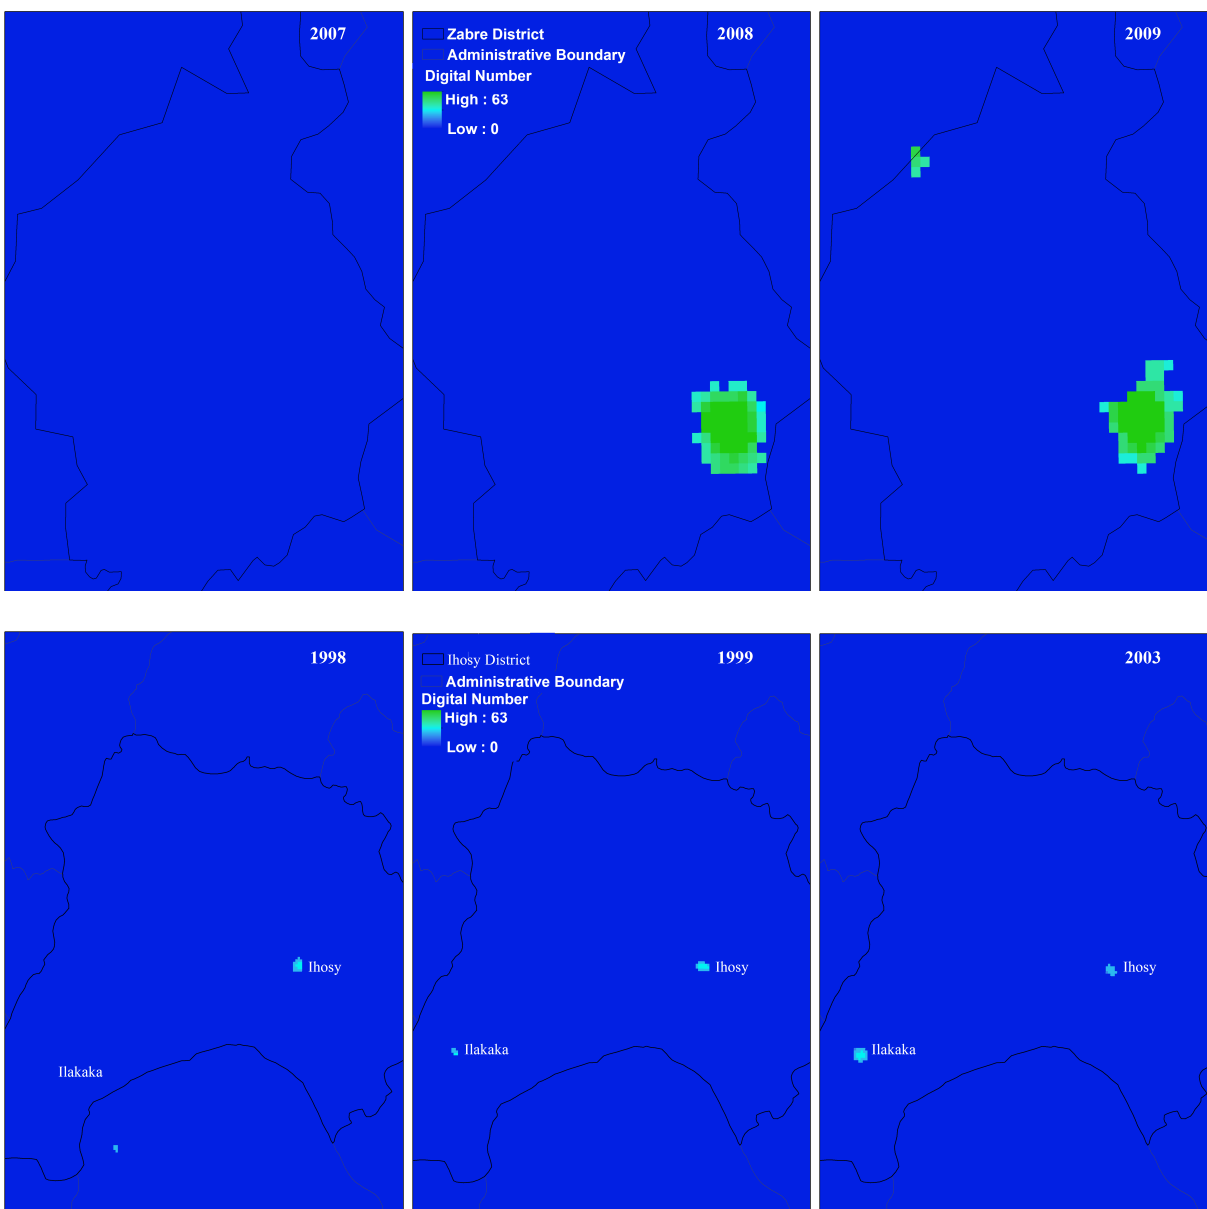 2007
Zabre District
Administrative Boundary
Digital Number
High : 63
Low : 0
2008
2009
1998
Ihosy
Ilakaka
Ihosy District
Administrative Boundary
Digital Number
High : 63
Low : 0
1999
Ihosy
Ilakaka
2003
Ihosy
Ilakaka